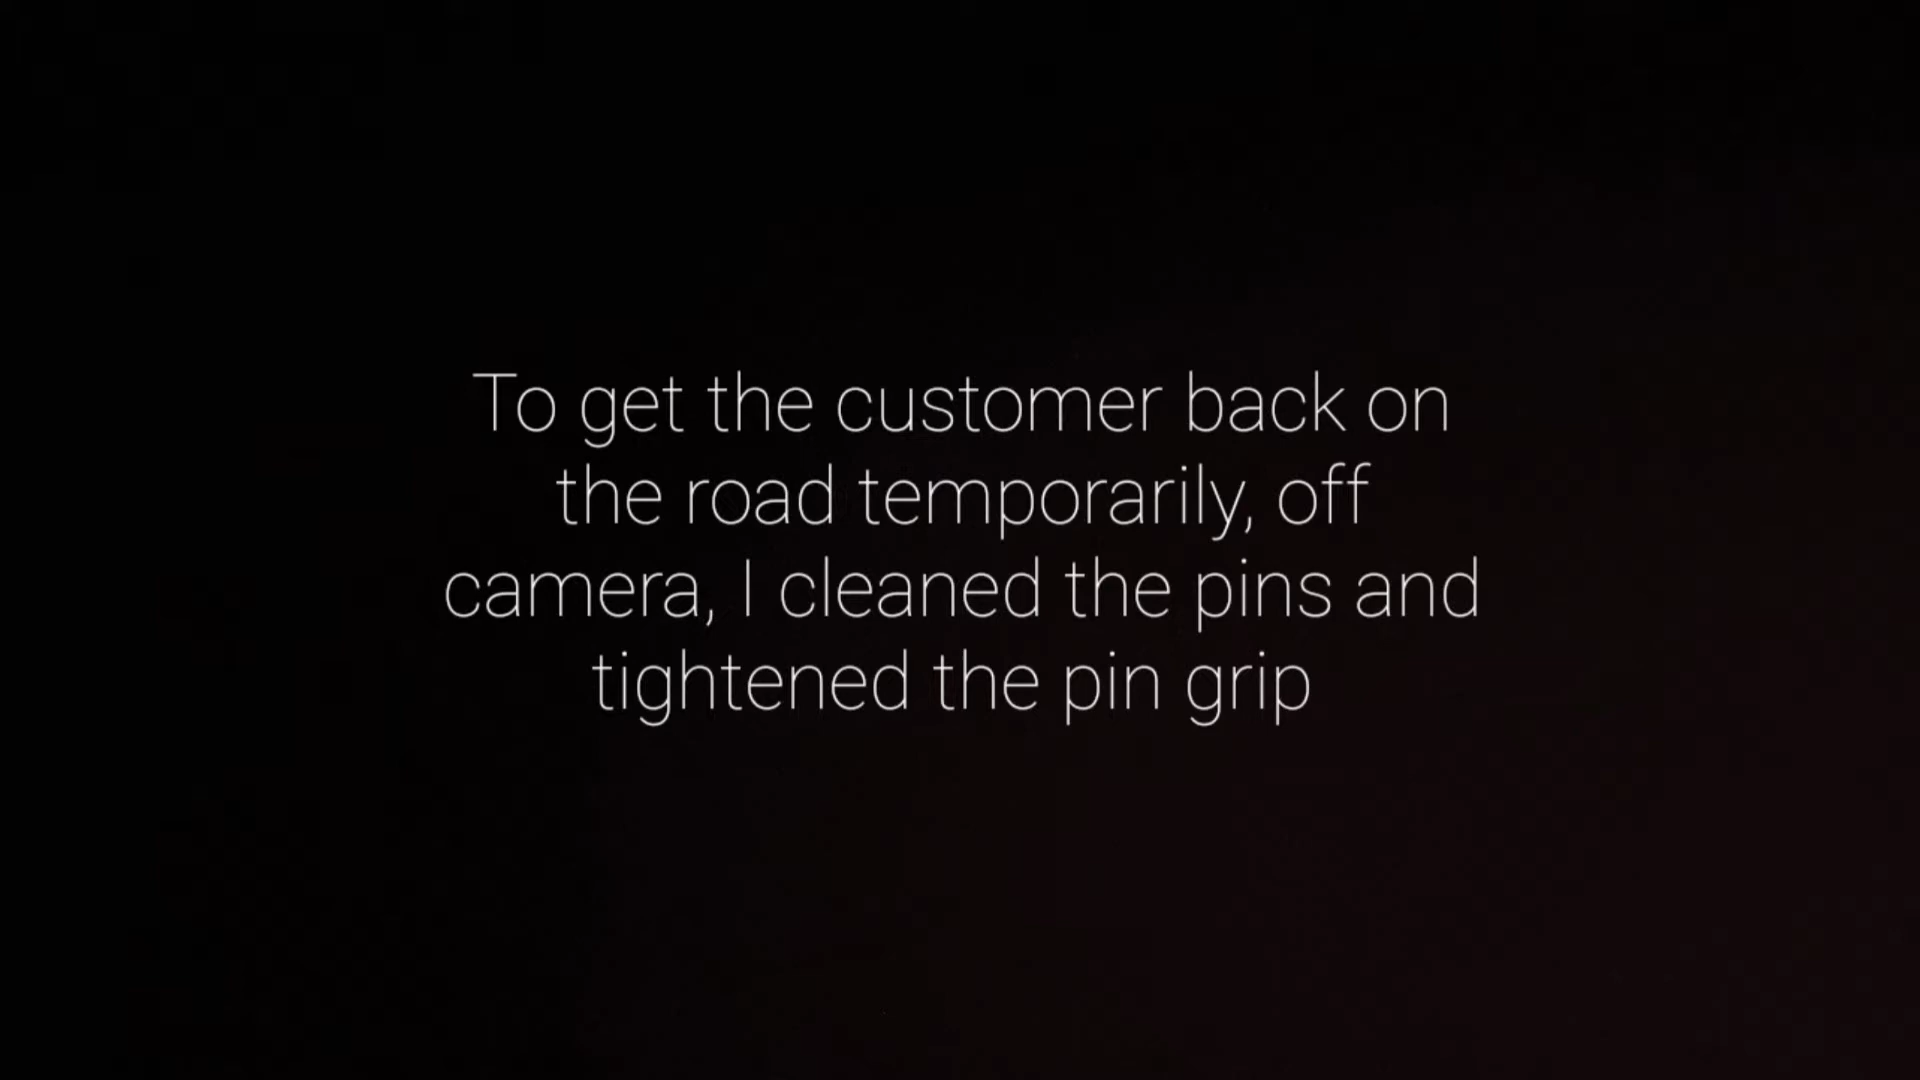 To get the customer back on
the road temporarily, off
camera, I cleaned the pins and
tightened the pin grip